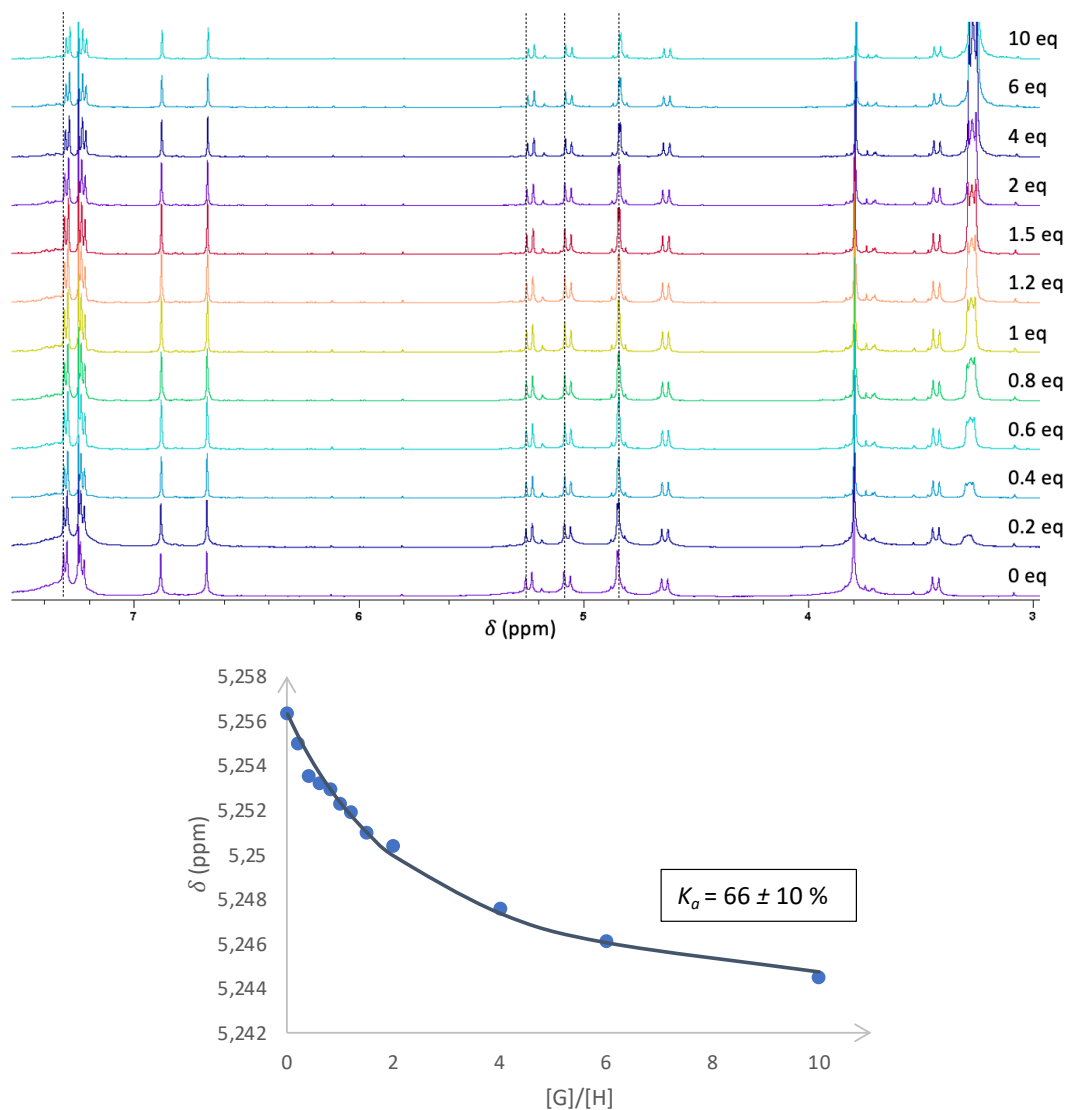 10 eq
6 eq
4 eq
2 eq
1.5 eq
1.2 eq
1 eq
0.8 eq
0.6 eq
0.4 eq
0.2 eq
0 eq
7 6 5 4 3
δ (ppm)
5,258
5,256
5,254
5,252
5,25
5,248
5,246
5,244
5,242
δ (ppm)
Ka = 66 ± 10 %
0 2 4 6 8 10
[G]/[H]